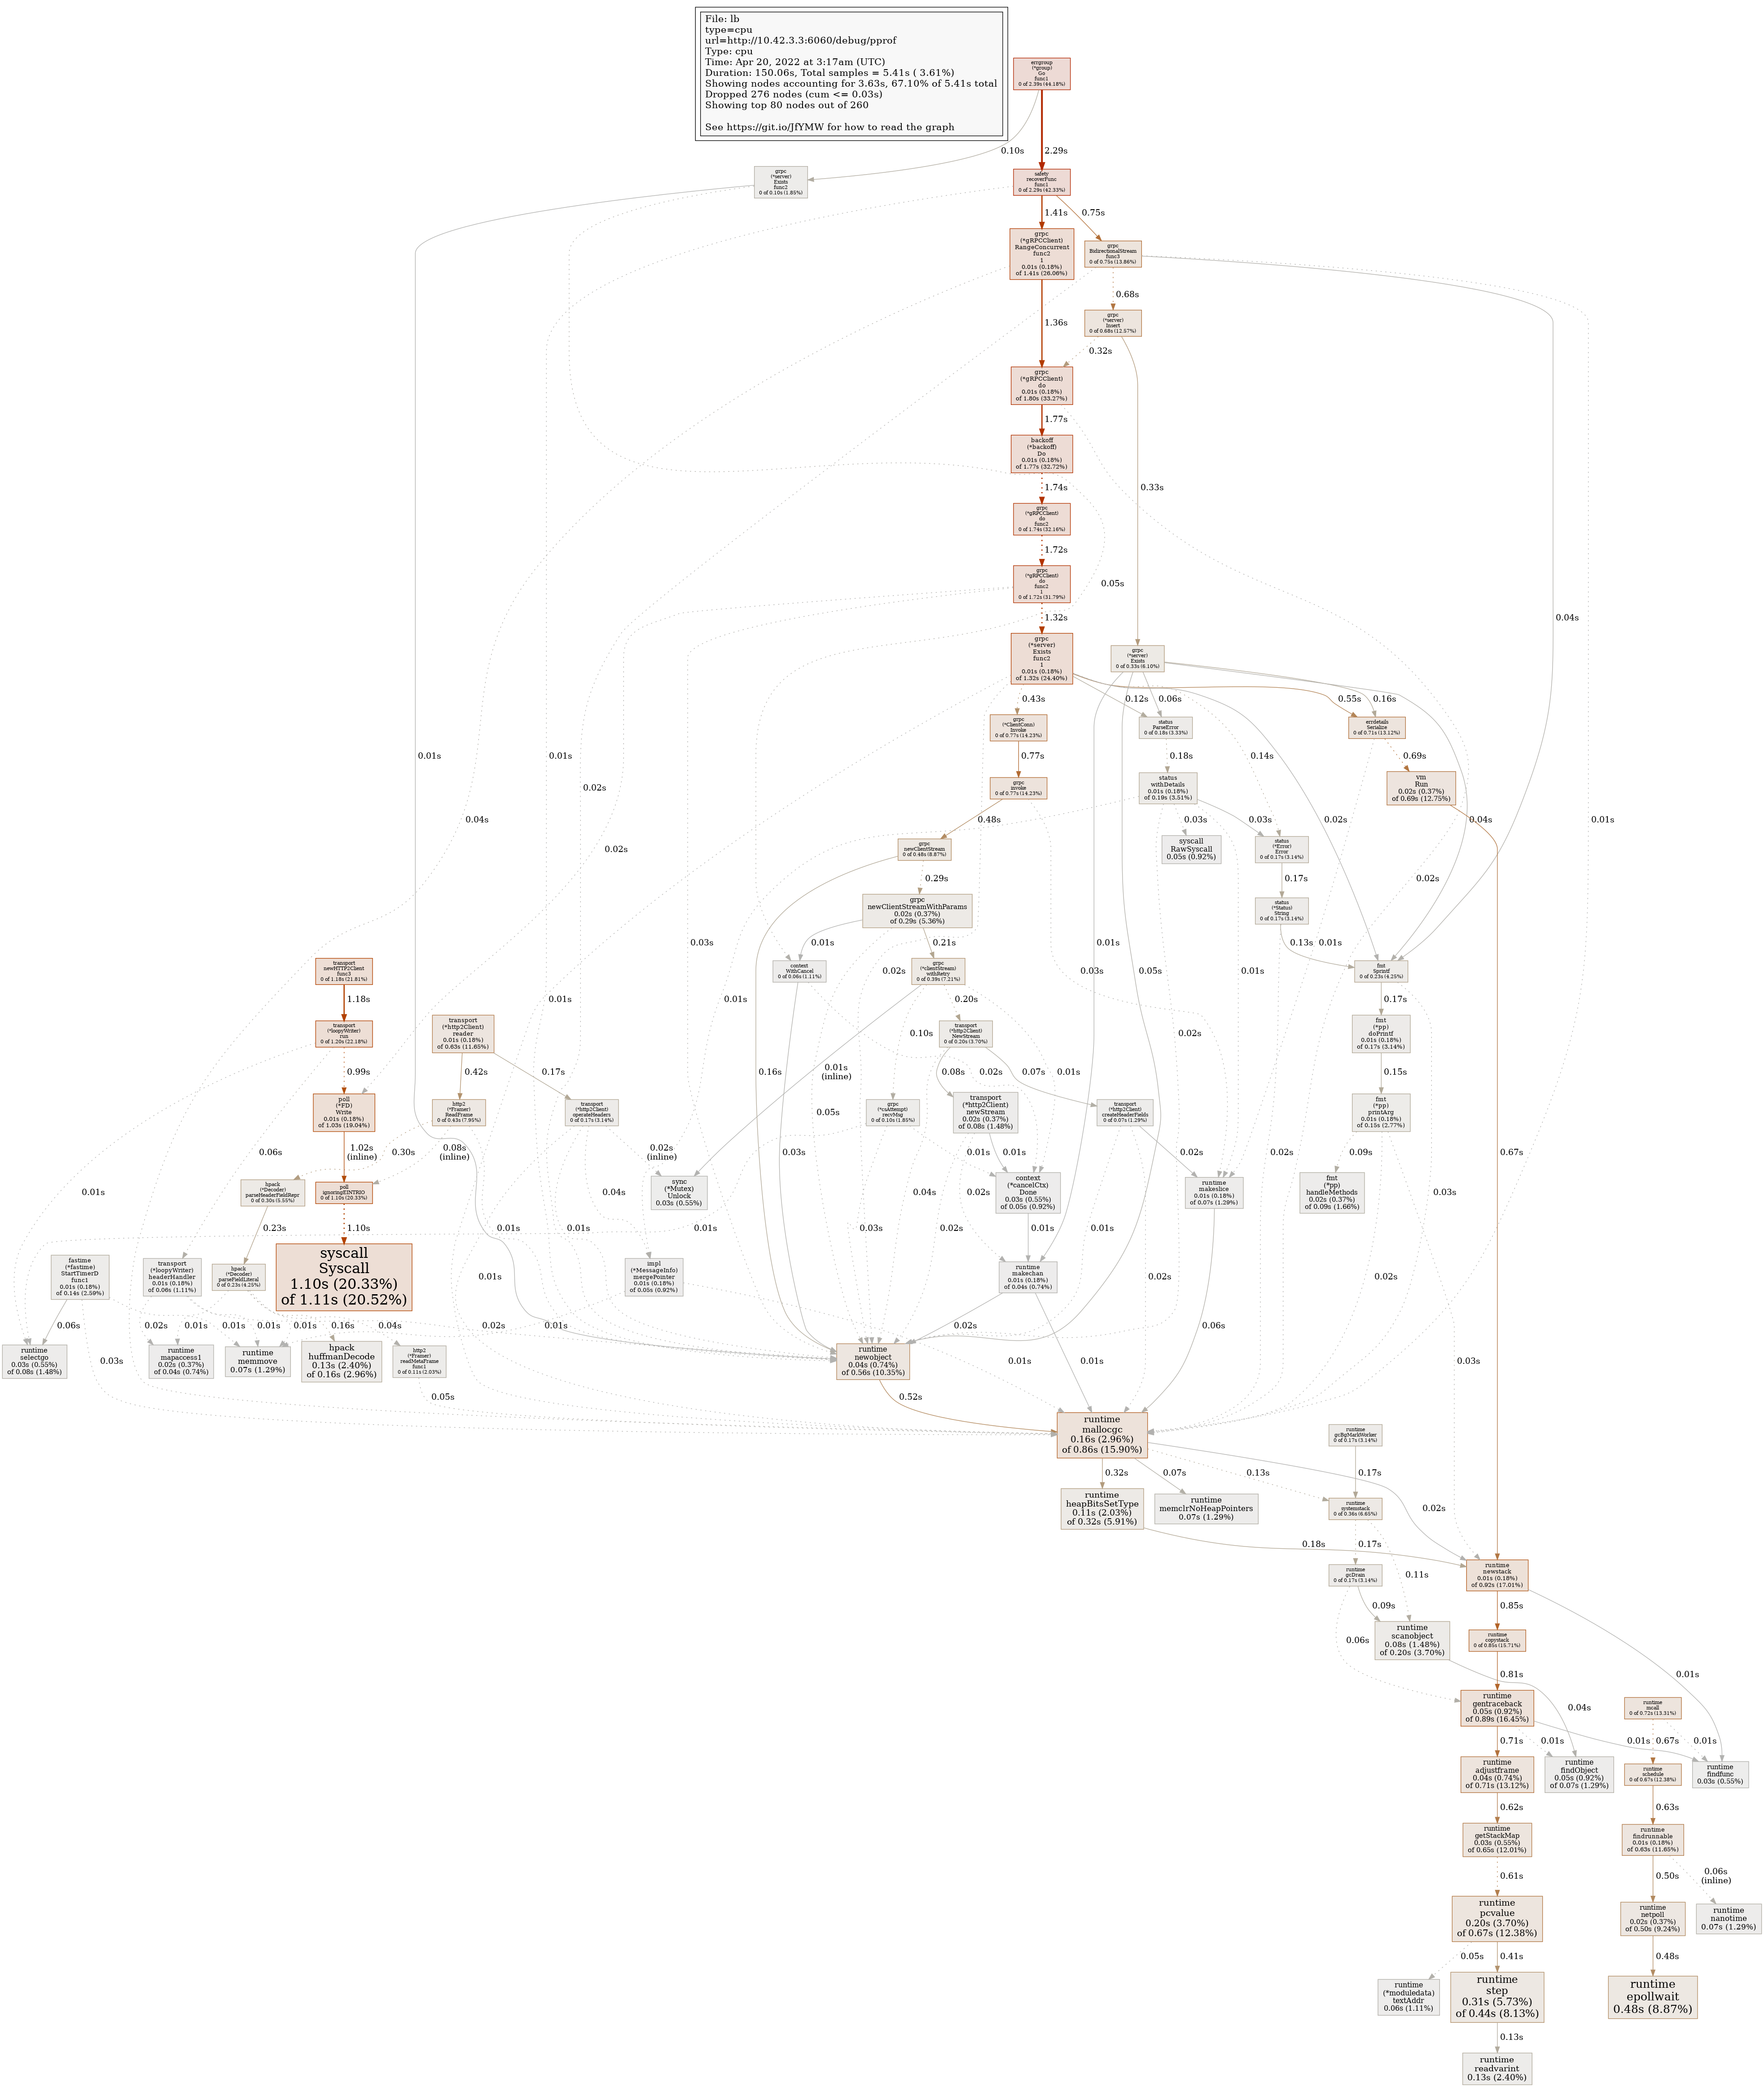 File: lb
type=cpu
url=http://10.42.3.3:6060/debug/pprof
Type: cpu
Time: Apr 20, 2022 at 3:17am (UTC)
Duration: 150.06s, Total samples = 5.41s ( 3.61%)
Showing nodes accounting for 3.63s, 67.10% of 5.41s total
Dropped 276 nodes (cum <= 0.03s)
Showing top 80 nodes out of 260
See https://git.io/JfYMW for how to read the graph
errgroup
(*group)
Go
func1
0 of 2.39s (44.18%)
0.10s
2.29s
grpc
(*server)
Exists
func2
0 of 0.10s (1.85%)
safety
recoverFunc
func1
0 of 2.29s (42.33%)
1.41s
0.75s
grpc
(*gRPCClient)
RangeConcurrent
func2
1
0.01s (0.18%)
of 1.41s (26.06%)
grpc
BidirectionalStream
func3
0 of 0.75s (13.86%)
0.68s
grpc
(*server)
Insert
0 of 0.68s (12.57%)
1.36s
0.32s
grpc
(*gRPCClient)
do
0.01s (0.18%)
of 1.80s (33.27%)
1.77s
backoff
(*backoff)
Do
0.01s (0.18%)
of 1.77s (32.72%)
1.74s
0.33s
grpc
(*gRPCClient)
do
func2
0 of 1.74s (32.16%)
1.72s
grpc
(*gRPCClient)
do
func2
1
0 of 1.72s (31.79%)
0.05s
1.32s
0.04s
grpc
(*server)
Exists
func2
1
0.01s (0.18%)
of 1.32s (24.40%)
grpc
(*server)
Exists
0 of 0.33s (6.10%)
0.43s
0.12s
0.06s
0.55s
0.16s
grpc
(*ClientConn)
Invoke
0 of 0.77s (14.23%)
status
ParseError
0 of 0.18s (3.33%)
errdetails
Serialize
0 of 0.71s (13.12%)
0.01s
0.01s
0.77s
0.18s
0.14s
0.69s
grpc
invoke
0 of 0.77s (14.23%)
status
withDetails
0.01s (0.18%)
of 0.19s (3.51%)
vm
Run
0.02s (0.37%)
of 0.69s (12.75%)
0.02s
0.04s
0.48s
0.03s
0.03s
0.02s
0.04s
0.01s
grpc
newClientStream
0 of 0.48s (8.87%)
syscall
RawSyscall
0.05s (0.92%)
status
(*Error)
Error
0 of 0.17s (3.14%)
0.02s
0.29s
0.17s
0.02s
grpc
newClientStreamWithParams
0.02s (0.37%)
of 0.29s (5.36%)
status
(*Status)
String
0 of 0.17s (3.14%)
0.03s
0.01s
0.21s
0.13s
0.01s
transport
newHTTP2Client
func3
0 of 1.18s (21.81%)
context
WithCancel
0 of 0.06s (1.11%)
grpc
(*clientStream)
withRetry
0 of 0.39s (7.21%)
fmt
Sprintf
0 of 0.23s (4.25%)
0.02s
0.03s
0.01s
0.05s
0.01s
1.18s
0.01s
0.01s
0.20s
0.17s
transport
(*loopyWriter)
run
0 of 1.20s (22.18%)
transport
(*http2Client)
reader
0.01s (0.18%)
of 0.63s (11.65%)
transport
(*http2Client)
NewStream
0 of 0.20s (3.70%)
fmt
(*pp)
doPrintf
0.01s (0.18%)
of 0.17s (3.14%)
0.10s
0.02s
0.99s
0.42s
0.17s
0.16s
0.01s
(inline)
0.08s
0.02s
0.07s
0.01s
0.15s
poll
(*FD)
Write
0.01s (0.18%)
of 1.03s (19.04%)
http2
(*Framer)
ReadFrame
0 of 0.43s (7.95%)
transport
(*http2Client)
operateHeaders
0 of 0.17s (3.14%)
grpc
(*csAttempt)
recvMsg
0 of 0.10s (1.85%)
transport
(*http2Client)
newStream
0.02s (0.37%)
of 0.08s (1.48%)
transport
(*http2Client)
createHeaderFields
0 of 0.07s (1.29%)
fmt
(*pp)
printArg
0.01s (0.18%)
of 0.15s (2.77%)
0.05s
0.06s
1.02s
(inline)
0.30s
0.08s
(inline)
0.02s
(inline)
0.03s
0.01s
0.01s
0.02s
0.02s
0.09s
0.67s
hpack
(*Decoder)
parseHeaderFieldRepr
0 of 0.30s (5.55%)
poll
ignoringEINTRIO
0 of 1.10s (20.33%)
sync
(*Mutex)
Unlock
0.03s (0.55%)
context
(*cancelCtx)
Done
0.03s (0.55%)
of 0.05s (0.92%)
runtime
makeslice
0.01s (0.18%)
of 0.07s (1.29%)
fmt
(*pp)
handleMethods
0.02s (0.37%)
of 0.09s (1.66%)
0.01s
0.23s
1.10s
0.01s
0.01s
0.04s
0.01s
0.03s
0.04s
0.02s
0.02s
0.01s
0.01s
0.02s
0.03s
fastime
(*fastime)
StartTimerD
func1
0.01s (0.18%)
of 0.14s (2.59%)
transport
(*loopyWriter)
headerHandler
0.01s (0.18%)
of 0.06s (1.11%)
hpack
(*Decoder)
parseFieldLiteral
0 of 0.23s (4.25%)
syscall
Syscall
1.10s (20.33%)
of 1.11s (20.52%)
impl
(*MessageInfo)
mergePointer
0.01s (0.18%)
of 0.05s (0.92%)
runtime
makechan
0.01s (0.18%)
of 0.04s (0.74%)
0.06s
0.02s
0.01s
0.01s
0.01s
0.01s
0.16s
0.04s
0.02s
0.01s
0.02s
0.06s
0.03s
runtime
selectgo
0.03s (0.55%)
of 0.08s (1.48%)
0.03s
runtime
mapaccess1
0.02s (0.37%)
of 0.04s (0.74%)
runtime
memmove
0.07s (1.29%)
hpack
huffmanDecode
0.13s (2.40%)
of 0.16s (2.96%)
http2
(*Framer)
readMetaFrame
func1
0 of 0.11s (2.03%)
runtime
newobject
0.04s (0.74%)
of 0.56s (10.35%)
0.01s
0.01s
0.05s
0.52s
runtime
mallocgc
0.16s (2.96%)
of 0.86s (15.90%)
runtime
gcBgMarkWorker
0 of 0.17s (3.14%)
0.32s
0.07s
0.13s
0.17s
runtime
heapBitsSetType
0.11s (2.03%)
of 0.32s (5.91%)
runtime
memclrNoHeapPointers
0.07s (1.29%)
runtime
systemstack
0 of 0.36s (6.65%)
0.02s
0.18s
0.17s
0.11s
runtime
gcDrain
0 of 0.17s (3.14%)
runtime
newstack
0.01s (0.18%)
of 0.92s (17.01%)
0.06s
0.09s
0.85s
runtime
scanobject
0.08s (1.48%)
of 0.20s (3.70%)
runtime
copystack
0 of 0.85s (15.71%)
0.81s
0.01s
runtime
gentraceback
0.05s (0.92%)
of 0.89s (16.45%)
0.04s
runtime
mcall
0 of 0.72s (13.31%)
0.71s
0.01s
0.01s
0.67s
0.01s
runtime
adjustframe
0.04s (0.74%)
of 0.71s (13.12%)
runtime
findObject
0.05s (0.92%)
of 0.07s (1.29%)
runtime
schedule
0 of 0.67s (12.38%)
runtime
findfunc
0.03s (0.55%)
0.62s
0.63s
runtime
getStackMap
0.03s (0.55%)
of 0.65s (12.01%)
runtime
findrunnable
0.01s (0.18%)
of 0.63s (11.65%)
0.61s
0.50s
0.06s
(inline)
runtime
pcvalue
0.20s (3.70%)
of 0.67s (12.38%)
runtime
netpoll
0.02s (0.37%)
of 0.50s (9.24%)
runtime
nanotime
0.07s (1.29%)
0.05s
0.41s
0.48s
runtime
(*moduledata)
textAddr
0.06s (1.11%)
runtime
step
0.31s (5.73%)
of 0.44s (8.13%)
runtime
epollwait
0.48s (8.87%)
0.13s
runtime
readvarint
0.13s (2.40%)